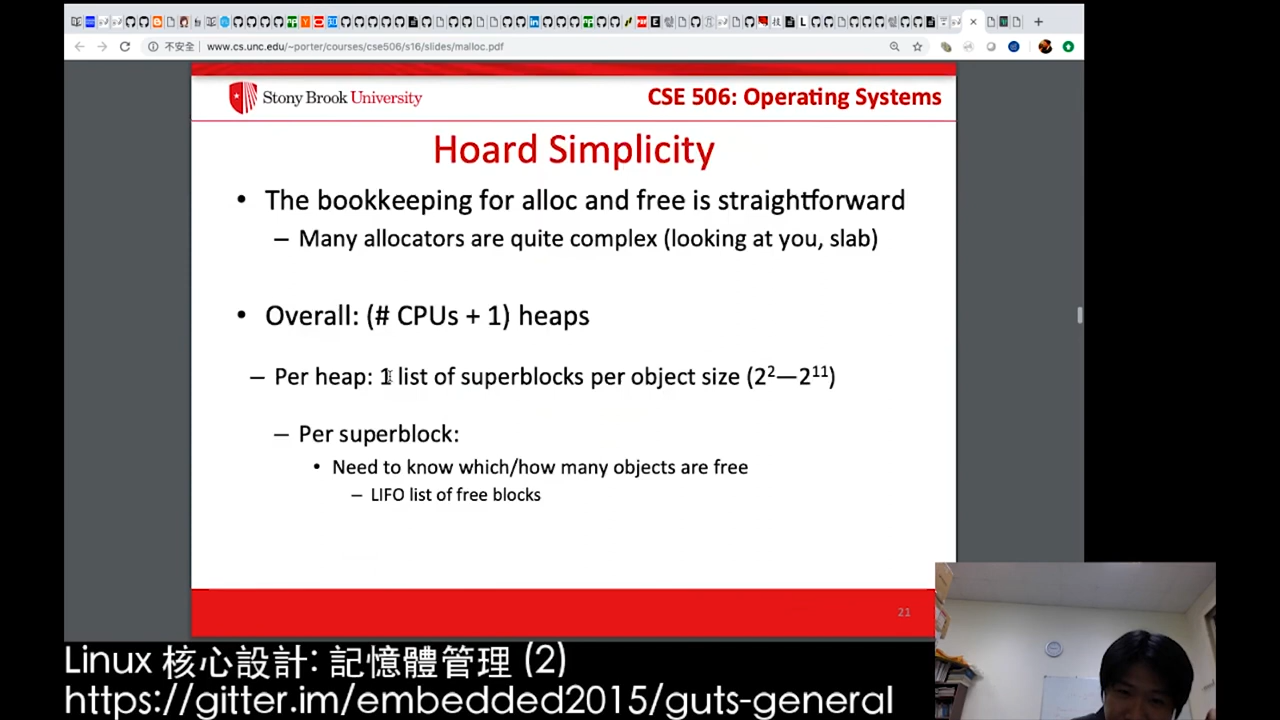 不安全 www.cs.unc.edu/~porter/courses/cse506/s16/slides/malloc.pdf
Stony Brook University
CSE 506: Operating Systems
Hoard Simplicity
• The bookkeeping for alloc and free is straightforward
– Many allocators are quite complex (looking at you, slab)
• Overall: (# CPUs + 1) heaps
– Per heap: 1 list of superblocks per object size (2²—2¹¹)
– Per superblock:
• Need to know which/how many objects are free
– LIFO list of free blocks
21
Linux 核心設計: 記憶體管理 (2)
https://gitter.im/embedded2015/guts-general